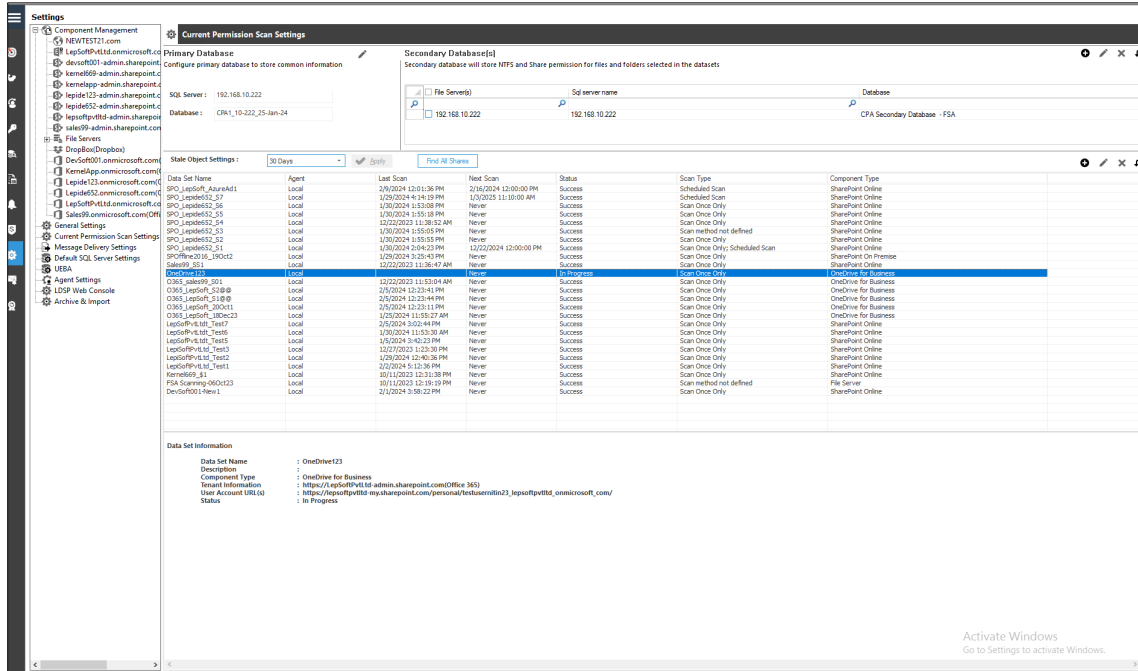 Settings
Component Management
NEWTEST21.com
LepSoftPvtLtd.onmicrosoft.co
devsoft001-admin.sharepoint.c
kernel669-admin.sharepoint.c
kernelapp-admin.sharepoint.c
lepide123-admin.sharepoint.c
lepide652-admin.sharepoint.c
lepsoftpvtltd-admin.sharepoir
sales99-admin.sharepoint.con
File Servers
DropBox(Dropbox)
DevSoft001.onmicrosoft.com(
KernelApp.onmicrosoft.com(C
Lepide123.onmicrosoft.com(C
Lepide652.onmicrosoft.com(C
LepSoftPvtLtd.onmicrosoft.co
Sales99.onmicrosoft.com(Offi
General Settings
Current Permission Scan Settings
Message Delivery Settings
Default SQL Server Settings
UEBA
Agent Settings
LDSP Web Console
Archive & Import
Current Permission Scan Settings
Primary Database
Configure primary database to store common information
SQL Server : 192.168.10.222
Database : CPA1_10-222_25-Jan-24
Secondary Database(s)
Secondary database will store NTFS and Share permission for files and folders selected in the datasets
File Server(s) Sql server name Database
192.168.10.222 192.168.10.222 CPA Secondary Database - FSA
Stale Object Settings : 30 Days Apply Find All Shares
Data Set Name Agent Last Scan Next Scan Status Scan Type Component Type
SPO_LepSoft_AzureAd1 Local 2/9/2024 12:01:36 PM 2/16/2024 12:00:00 PM Success Scheduled Scan SharePoint Online
SPO_Lepide652_S7 Local 1/29/2024 4:14:19 PM 1/3/2025 11:10:00 AM Success Scheduled Scan SharePoint Online
SPO_Lepide652_S6 Local 1/30/2024 1:53:08 PM Never Success Scan Once Only SharePoint Online
SPO_Lepide652_S5 Local 1/30/2024 1:55:18 PM Never Success Scan Once Only SharePoint Online
SPO_Lepide652_S4 Local 12/22/2023 11:38:52 AM Never Success Scan Once Only SharePoint Online
SPO_Lepide652_S3 Local 1/30/2024 1:55:05 PM Never Success Scan method not defined SharePoint Online
SPO_Lepide652_S2 Local 1/30/2024 1:55:55 PM Never Success Scan Once Only SharePoint Online
SPO_Lepide652_S1 Local 1/30/2024 2:04:23 PM 12/22/2024 12:00:00 PM Success Scan Once Only; Scheduled Scan SharePoint Online
SPOffline2016_19Oct2 Local 1/29/2024 3:25:43 PM Never Success Scan Once Only SharePoint On Premise
Sales99_SS1 Local 12/22/2023 11:36:47 AM Never Success Scan Once Only SharePoint Online
OneDrive123 Local Never In Progress Scan Once Only OneDrive for Business
O365_sales99_S01 Local 12/22/2023 11:53:04 AM Never Success Scan Once Only OneDrive for Business
O365_LepSoft_S2@@ Local 2/5/2024 12:23:41 PM Never Success Scan Once Only OneDrive for Business
O365_LepSoft_S1@@ Local 2/5/2024 12:23:44 PM Never Success Scan Once Only OneDrive for Business
O365_LepSoft_20Oct1 Local 2/5/2024 12:23:11 PM Never Success Scan Once Only OneDrive for Business
O365_LepSoft_18Dec23 Local 1/25/2024 11:55:27 AM Never Success Scan Once Only OneDrive for Business
LepSofPvtLtdt_Test7 Local 2/5/2024 3:02:44 PM Never Success Scan Once Only SharePoint Online
LepSofPvtLtdt_Test6 Local 1/30/2024 11:53:30 AM Never Success Scan Once Only SharePoint Online
LepSofPvtLtdt_Test5 Local 1/5/2024 3:42:23 PM Never Success Scan Once Only SharePoint Online
LepiSoftPvtLtd_Test3 Local 12/27/2023 1:23:30 PM Never Success Scan Once Only SharePoint Online
LepiSoftPvtLtd_Test2 Local 1/29/2024 12:40:36 PM Never Success Scan Once Only SharePoint Online
LepiSoftPvtLtd_Test1 Local 2/2/2024 5:12:36 PM Never Success Scan Once Only SharePoint Online
Kernel669_$1 Local 10/11/2023 12:31:38 PM Never Success Scan Once Only SharePoint Online
FSA Scanning-06Oct23 Local 10/11/2023 12:19:19 PM Never Success Scan method not defined File Server
DevSoft001-New1 Local 2/1/2024 3:58:22 PM Never Success Scan Once Only SharePoint Online
Data Set Information
Data Set Name : OneDrive123
Description :
Component Type : OneDrive for Business
Tenant Information : https://LepSoftPvtLtd-admin.sharepoint.com(Office 365)
User Account URL(s) : https://lepsoftpvtltd-my.sharepoint.com/personal/testusernitin23_lepsoftpvtltd_onmicrosoft_com/
Status : In Progress
Activate Windows
Go to Settings to activate Windows.